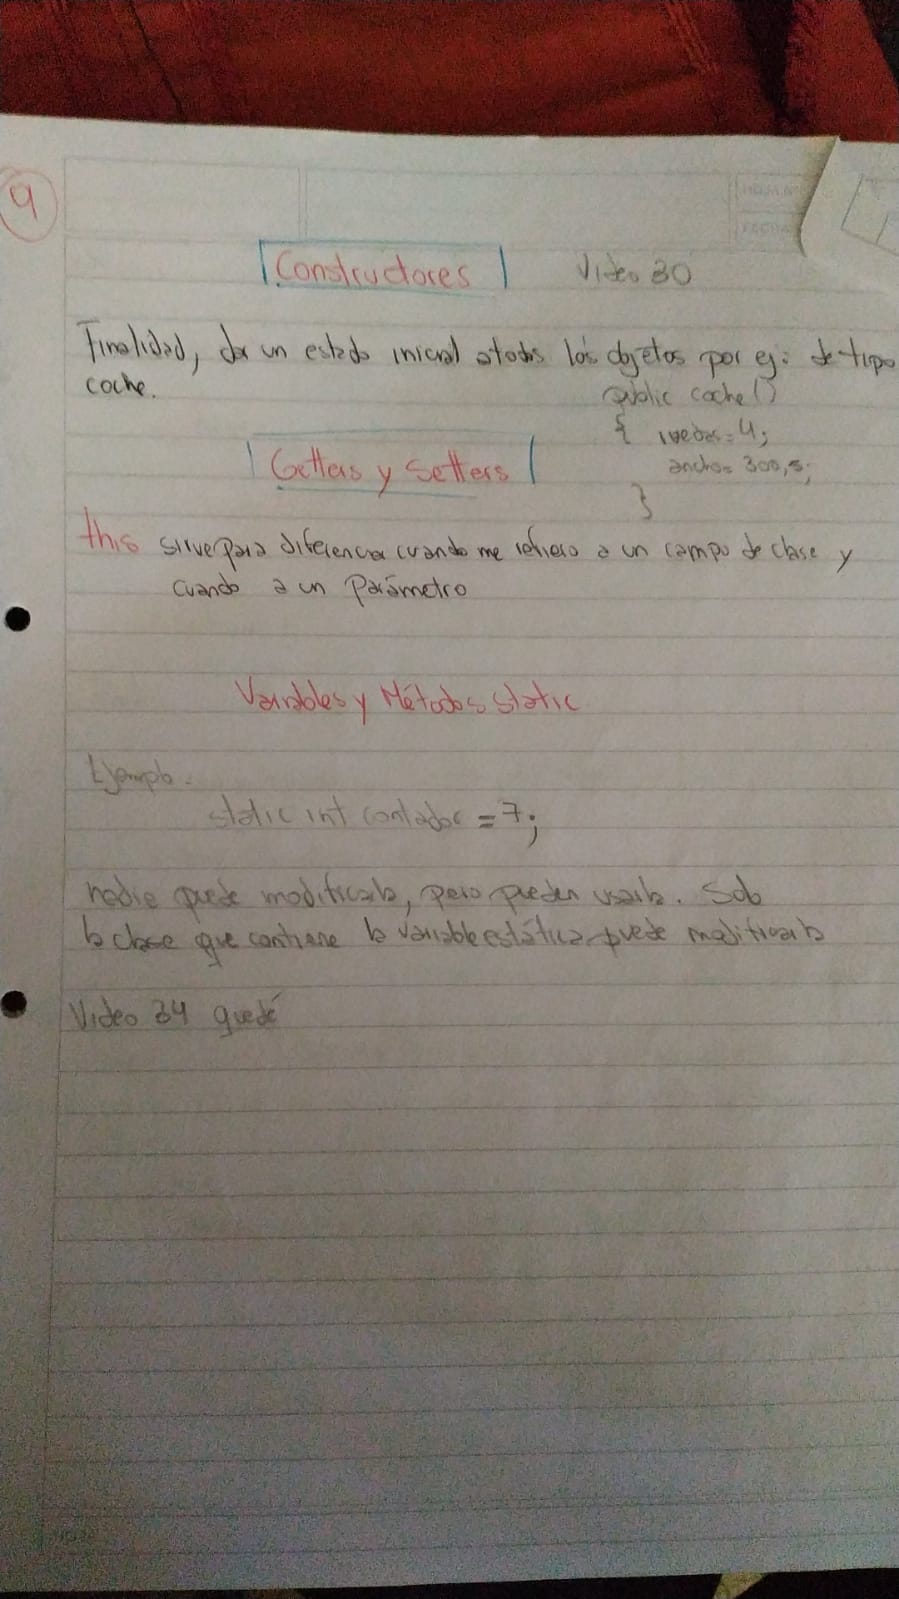 9
HOJA Nº
FECHA
Constructores Video 30
Finalidad, dar un estado inicial a todos los objetos por ej: de tipo
coche.
public coche()
{ ruedas=4;
ancho= 300,5;
}
Getters y Setters
this sirve para diferenciar cuando me refiero a un campo de clase y
cuando a un Parámetro
Variables y Métodos static
Ejemplo.
static int contador = 7;
nadie puede modificarla, pero pueden usarla. Solo
la clase que contiene la variable estática puede modificarla
Video 34 quedé